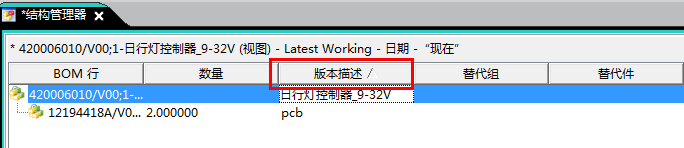 *结构管理器
* 420006010/V00;1-日行灯控制器_9-32V (视图) - Latest Working - 日期 - “现在”
BOM 行 数量 版本描述 / 替代组 替代件
420006010/V00;1-... 日行灯控制器_9-32V
12194418A/V0... 2.000000 pcb